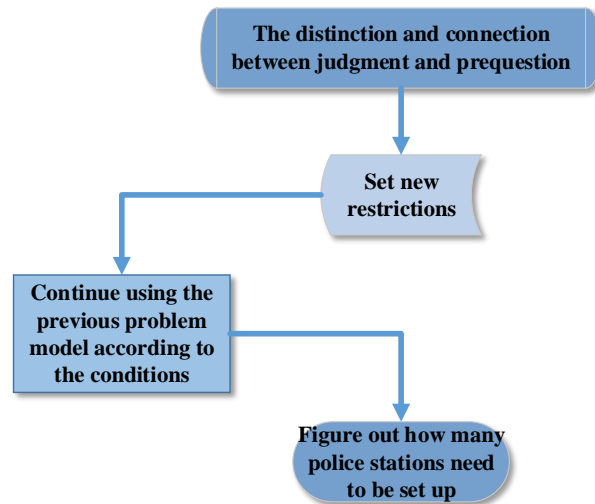 The distinction and connection
between judgment and prequestion
Set new
restrictions
Continue using the
previous problem
model according to
the conditions
Figure out how many
police stations need
to be set up